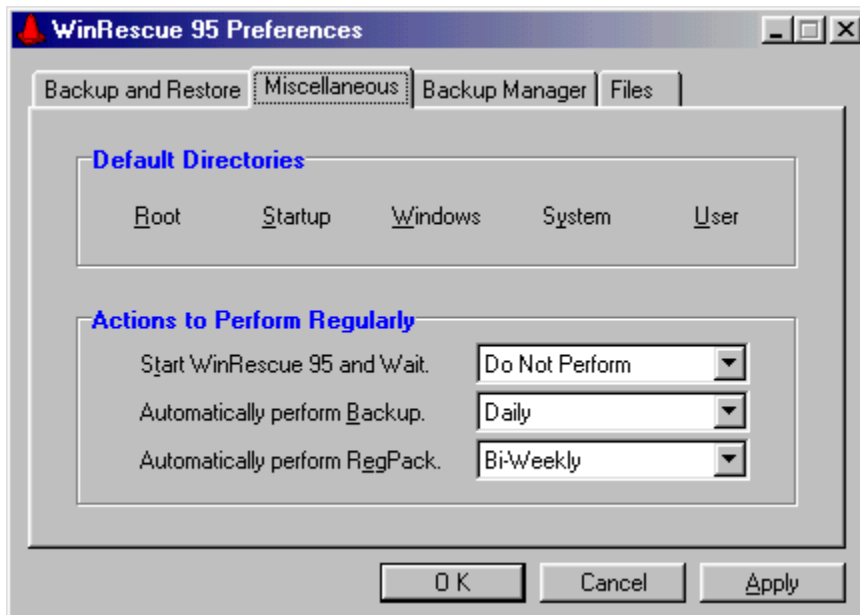 WinRescue 95 Preferences
Backup and Restore Miscellaneous Backup Manager Files
Default Directories
Root Startup Windows System User
Actions to Perform Regularly
Start WinRescue 95 and Wait. Do Not Perform
Automatically perform Backup. Daily
Automatically perform RegPack. Bi-Weekly
O K Cancel Apply